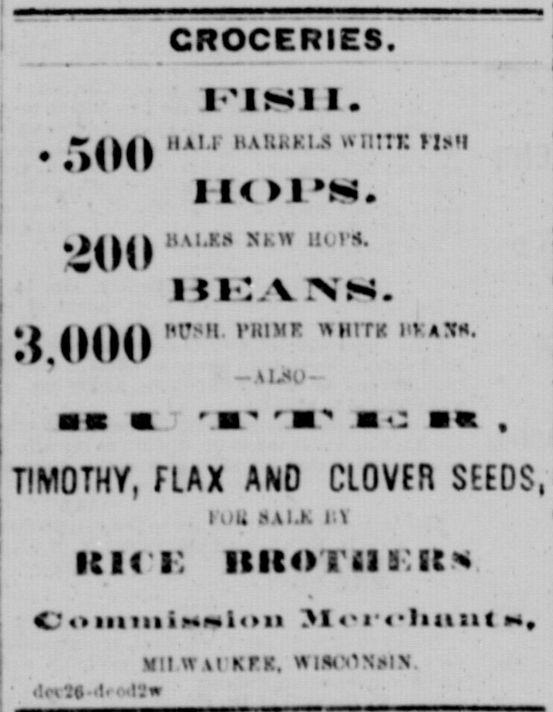 GROCERIES.
FISH.
500 HALF BARRELS WHITE FISH
HOPS.
200 BALES NEW HOPS.
BEANS.
3,000 BUSH. PRIME WHITE BEANS.
—ALSO—
BUTTER,
TIMOTHY, FLAX AND CLOVER SEEDS,
FOR SALE BY
RICE BROTHERS
Commission Merchants,
MILWAUKEE, WISCONSIN.
dec26-deod2w